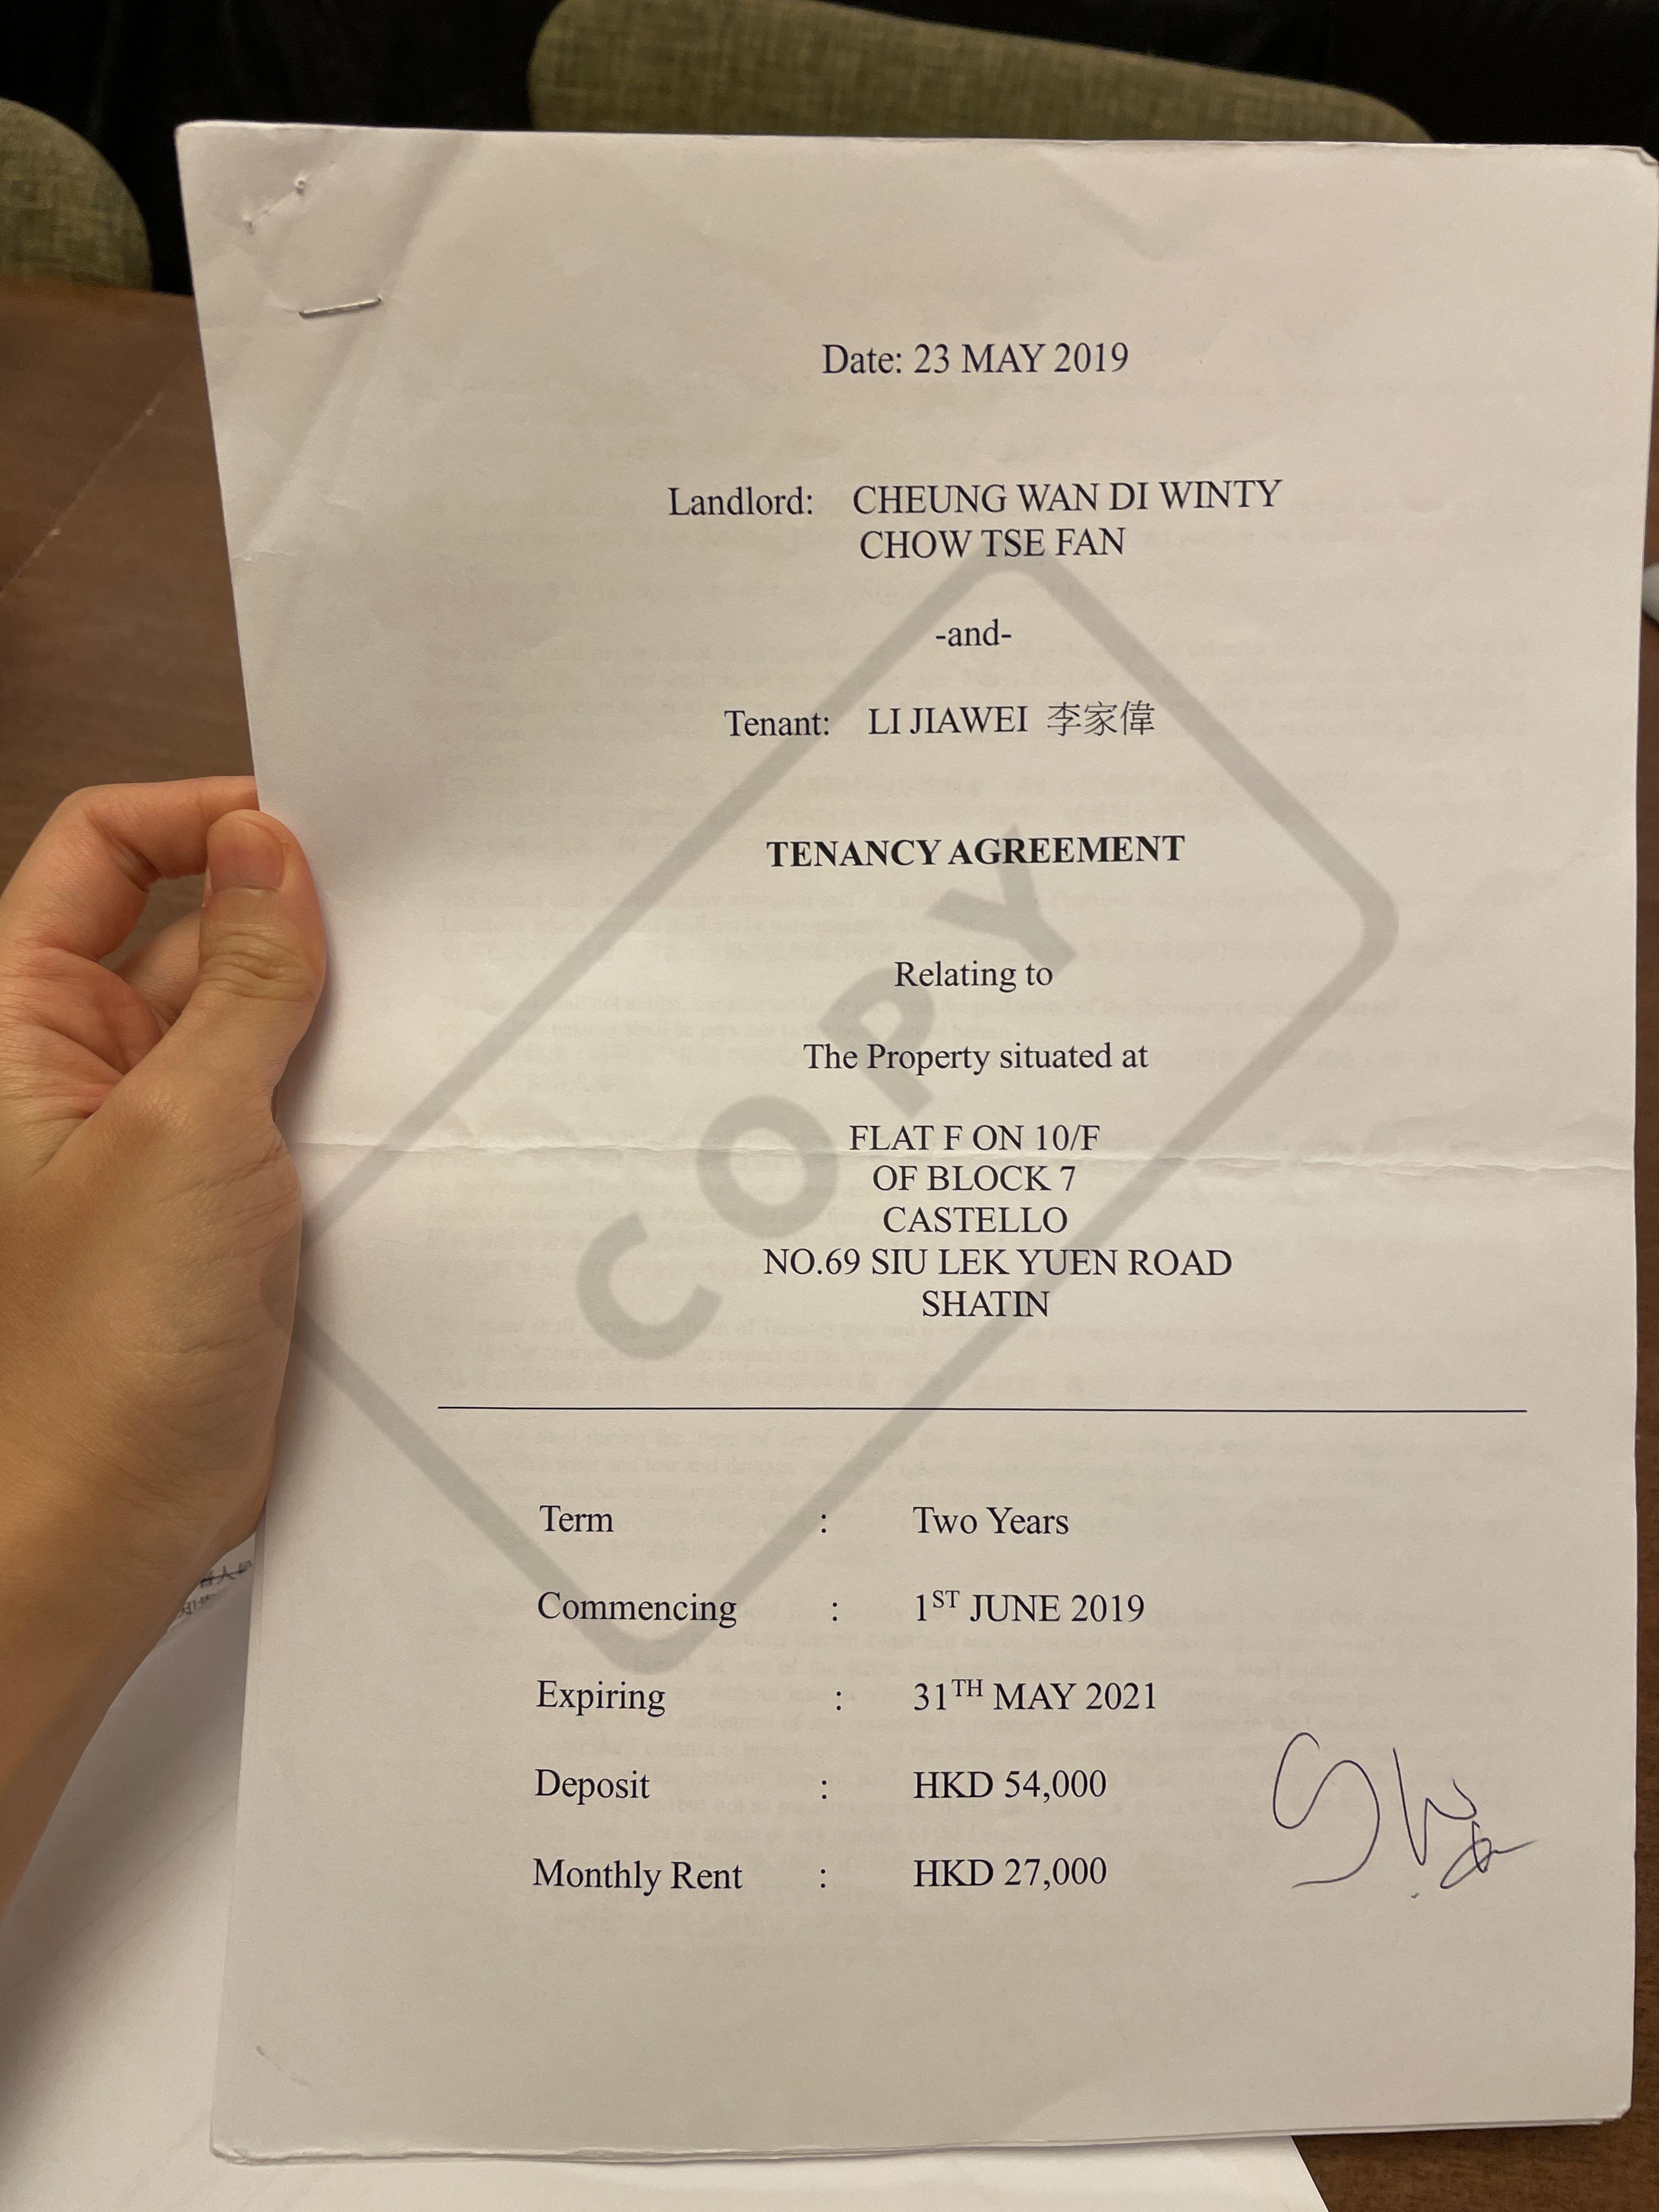 Date: 23 MAY 2019
Landlord: CHEUNG WAN DI WINTY
CHOW TSE FAN
-and-
Tenant: LI JIAWEI 李家偉
TENANCY AGREEMENT
Relating to
The Property situated at
FLAT F ON 10/F
OF BLOCK 7
CASTELLO
NO.69 SIU LEK YUEN ROAD
SHATIN
COPY
Term : Two Years
Commencing : 1ST JUNE 2019
Expiring : 31TH MAY 2021
Deposit : HKD 54,000
Monthly Rent : HKD 27,000